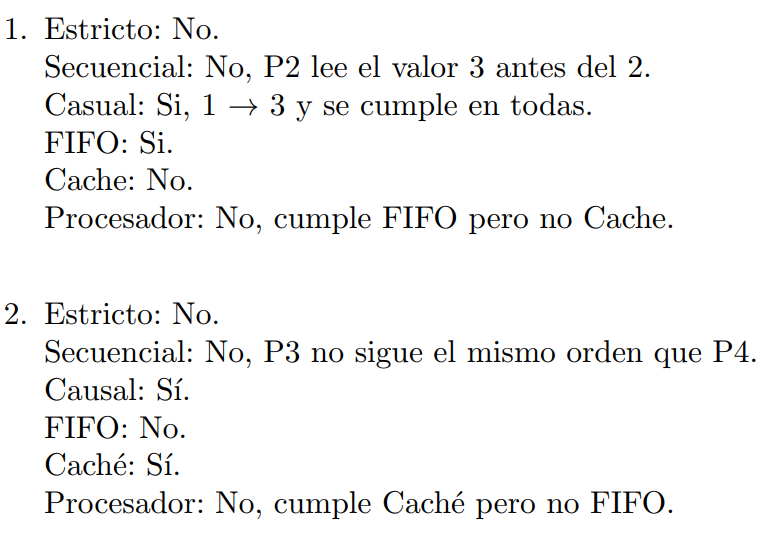 1. Estricto: No.
Secuencial: No, P2 lee el valor 3 antes del 2.
Casual: Si, 1 → 3 y se cumple en todas.
FIFO: Si.
Cache: No.
Procesador: No, cumple FIFO pero no Cache.
2. Estricto: No.
Secuencial: No, P3 no sigue el mismo orden que P4.
Causal: Sí.
FIFO: No.
Caché: Sí.
Procesador: No, cumple Caché pero no FIFO.